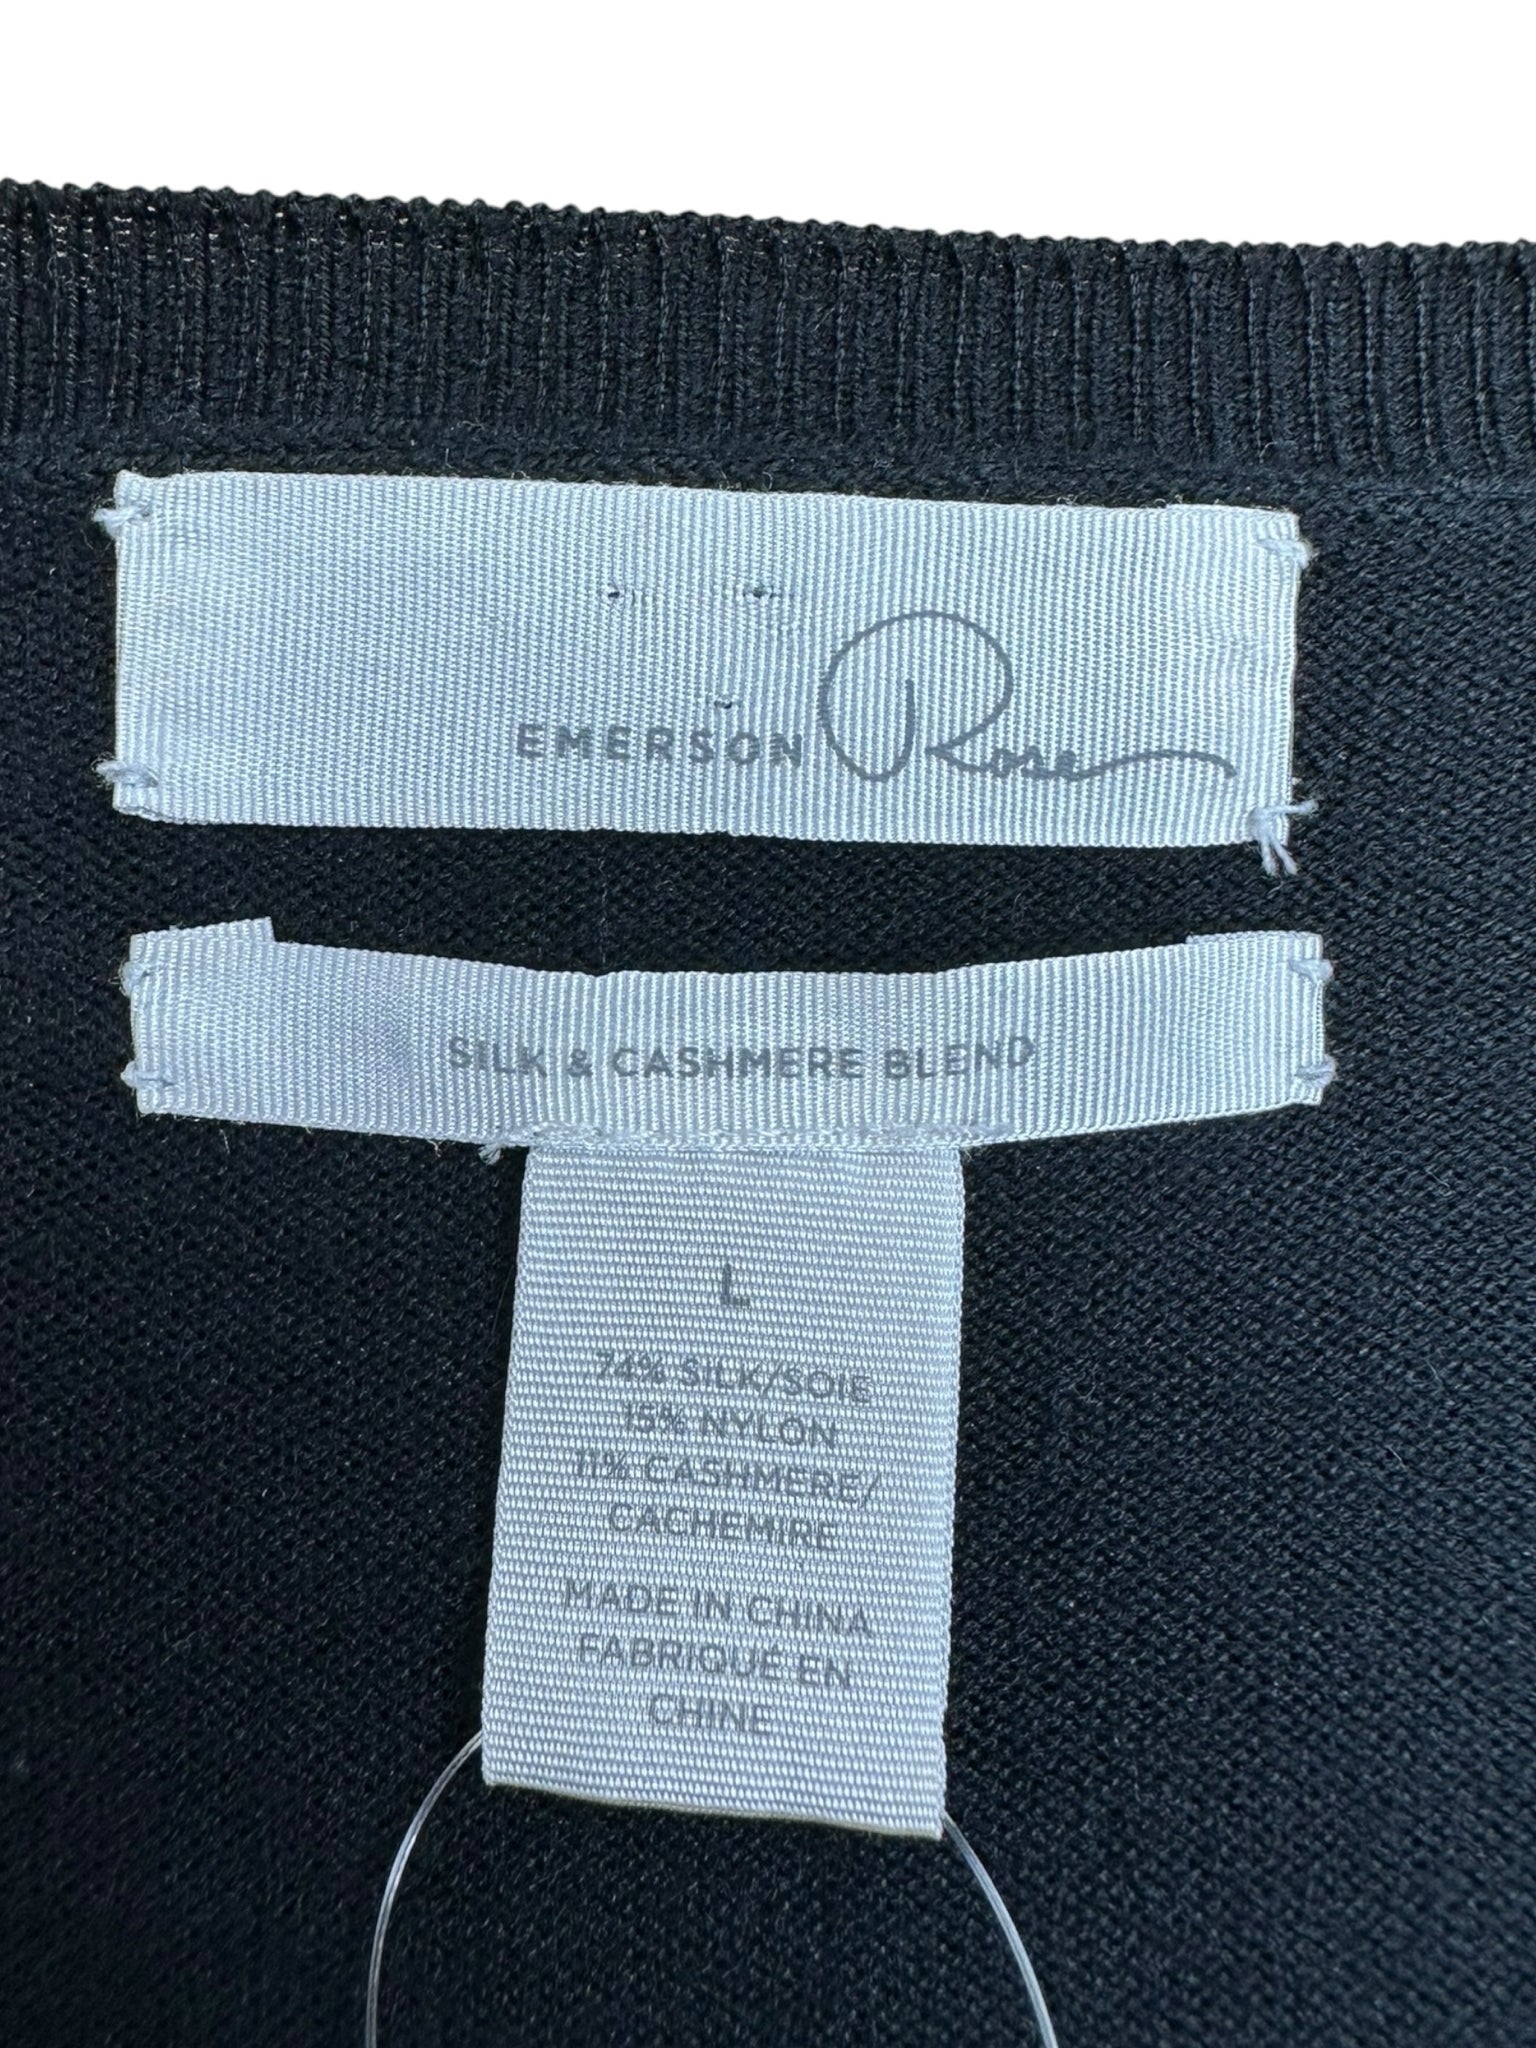 EMERSON Rose
SILK & CASHMERE BLEND
L
74% SILK/SOIE
15% NYLON
11% CASHMERE/
CACHEMIRE
MADE IN CHINA
FABRIQUÉ EN
CHINE